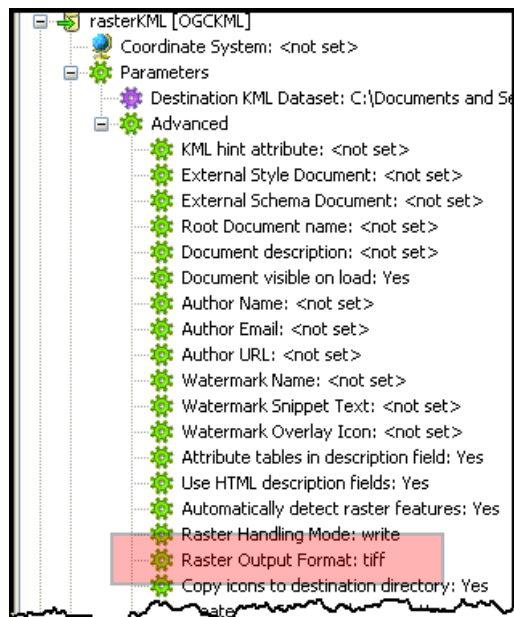 rasterKML [OGCKML]
Coordinate System: <not set>
Parameters
Destination KML Dataset: C:\Documents and Se
Advanced
KML hint attribute: <not set>
External Style Document: <not set>
External Schema Document: <not set>
Root Document name: <not set>
Document description: <not set>
Document visible on load: Yes
Author Name: <not set>
Author Email: <not set>
Author URL: <not set>
Watermark Name: <not set>
Watermark Snippet Text: <not set>
Watermark Overlay Icon: <not set>
Attribute tables in description field: Yes
Use HTML description fields: Yes
Automatically detect raster features: Yes
Raster Handling Mode: write
Raster Output Format: tiff
Copy icons to destination directory: Yes